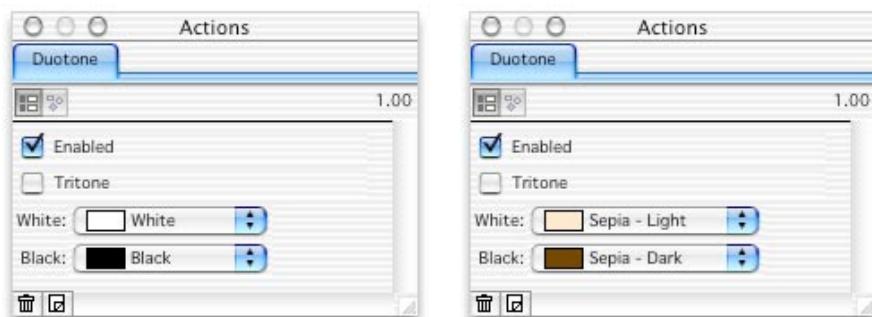 Actions
Duotone
1.00
Enabled
Tritone
White: White
Black: Black
Actions
Duotone
1.00
Enabled
Tritone
White: Sepia - Light
Black: Sepia - Dark